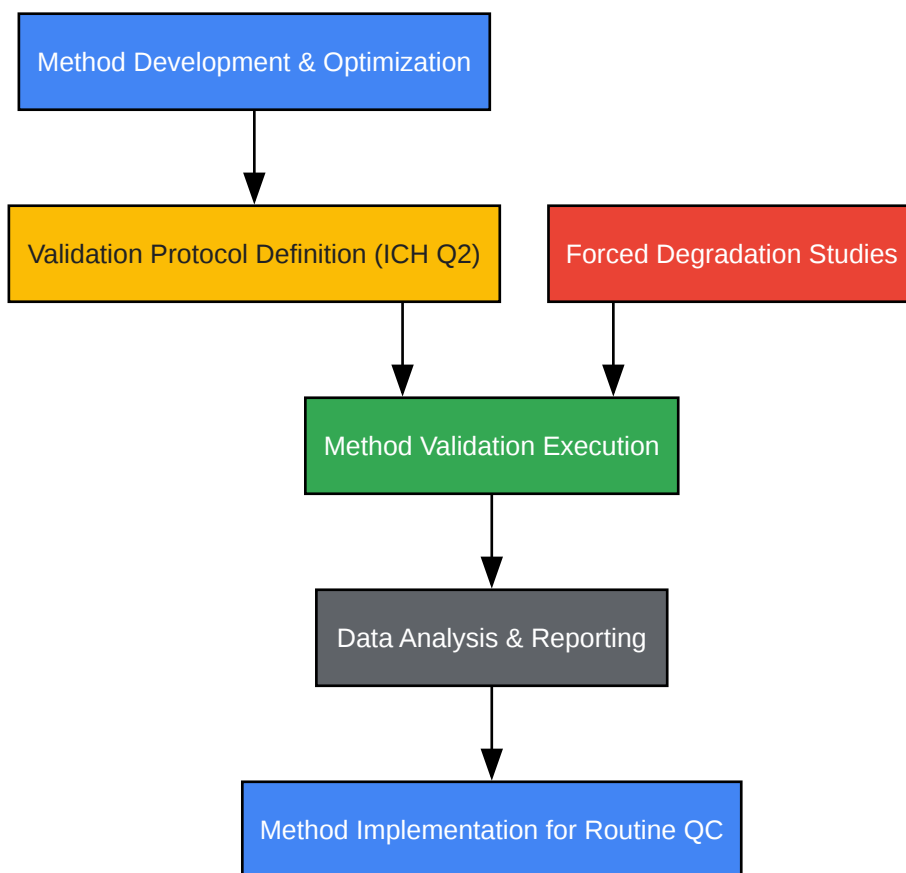 Method Development & Optimization
Validation Protocol Definition (ICH Q2)
Forced Degradation Studies
Method Validation Execution
Data Analysis & Reporting
Method Implementation for Routine QC